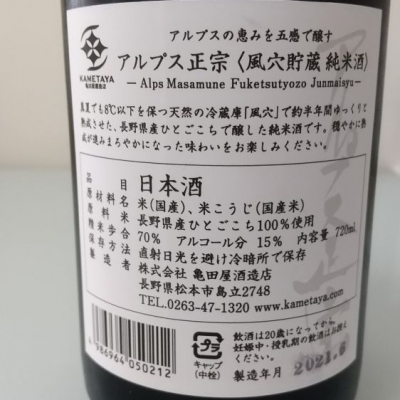 アルプスの恵みを五感で醸す
アルプス正宗〈風穴貯蔵 純米酒〉
— Alps Masamune Fuketsutyozo Junmaisyu —
KAMETAYA
真夏でも8℃以下を保つ天然の冷蔵庫「風穴」で約半年間ゆっくりと
熟成させた、長野県産ひとごこちで醸した純米酒です。穏やかに熟
成が進みまろやかになった味わいをお楽しみください。
品目 日本酒
原材料 米(国産)、米こうじ(国産米)
原料米 長野県産ひとごこち100%使用
精米歩合 70% アルコール分 15% 内容量 720ml
保存方法 直射日光を避け冷暗所で保存
製造者 株式会社 亀田屋酒造店
長野県松本市島立2748
TEL.0263-47-1320 www.kametaya.com
4 986964 050212
プラ
キャップ
(中栓)
飲酒は20歳になってから。
妊娠中・授乳期の飲酒はお控え
ください。
製造年月 2021.6